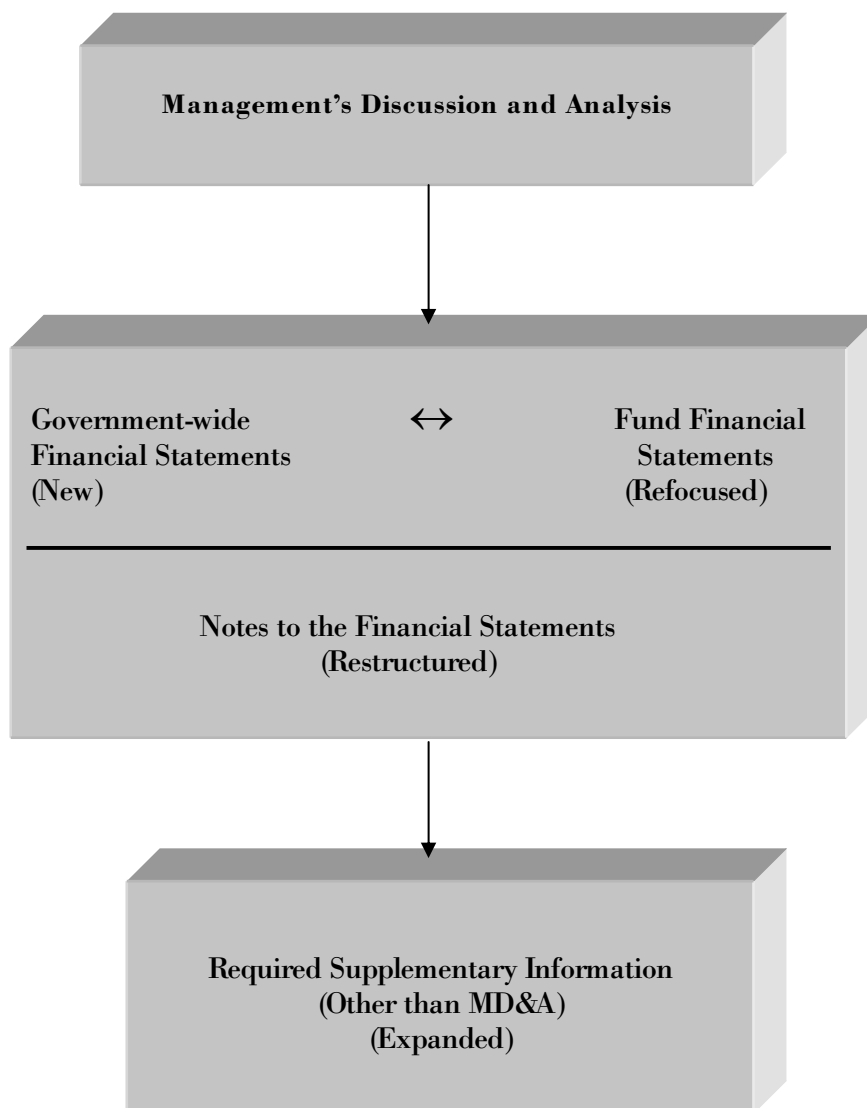 Management’s Discussion and Analysis
Government-wide
Financial Statements
(New)
↔
Fund Financial
Statements
(Refocused)
Notes to the Financial Statements
(Restructured)
Required Supplementary Information
(Other than MD&A)
(Expanded)